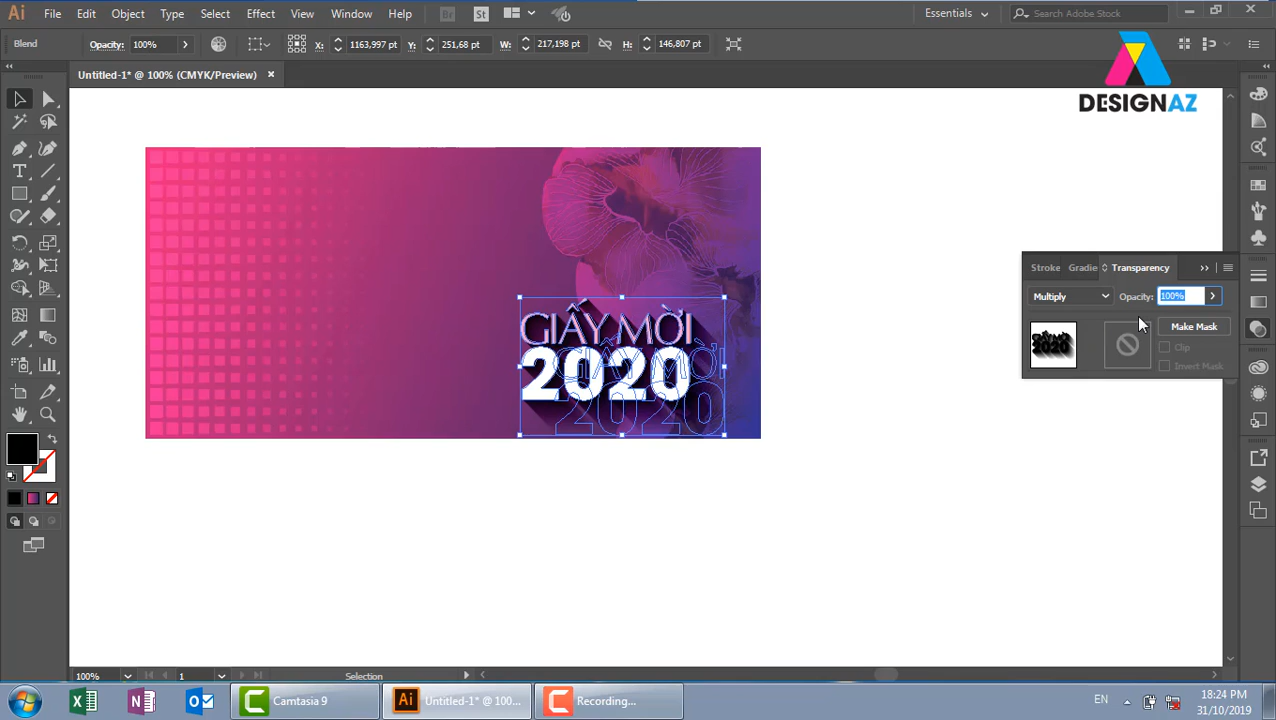 Ai File Edit Object Type Select Effect View Window Help Br St Essentials Search Adobe Stock
Blend Opacity: 100% X: 1163,997 pt Y: 251,68 pt W: 217,198 pt H: 146,807 pt
Untitled-1* @ 100% (CMYK/Preview)
DESIGNAZ
Stroke Gradie Transparency
Multiply Opacity: 100%
Make Mask
Clip
Invert Mask
GIẤY MỜI
2020
100% 1 Selection
Camtasia 9 Ai Untitled-1* @ 100... Recording... EN 18:24 PM
31/10/2019